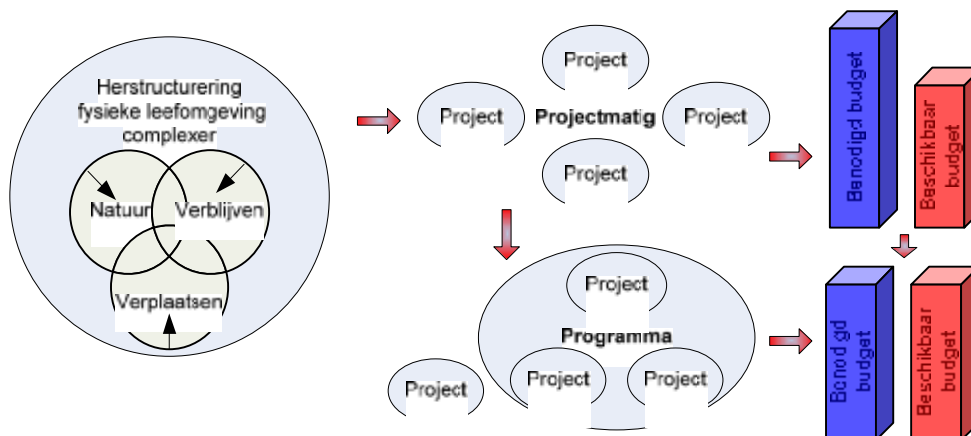 Herstructurering
fysieke leefomgeving
complexer
Natuur
Verblijven
Verplaatsen
Project
Project
Projectmatig
Project
Project
Project
Programma
Project
Project
Project
Benodigd budget
Beschikbaar
budget
Benodigd
budget
Beschikbaar
budget